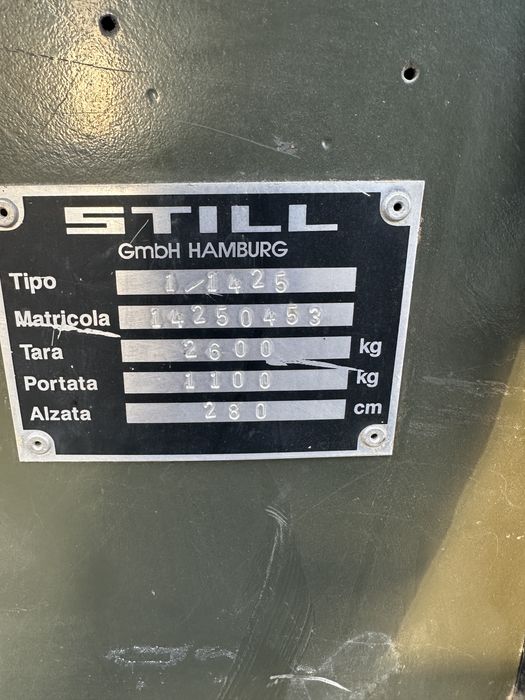 STILL
GmbH HAMBURG
Tipo 1/1425
Matricola 14250453
Tara 2600 kg
Portata 1100 kg
Alzata 280 cm